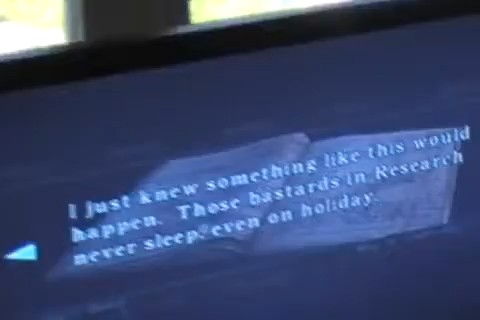 I just knew something like this would
happen. Those bastards in Research
never sleep, even on holiday.